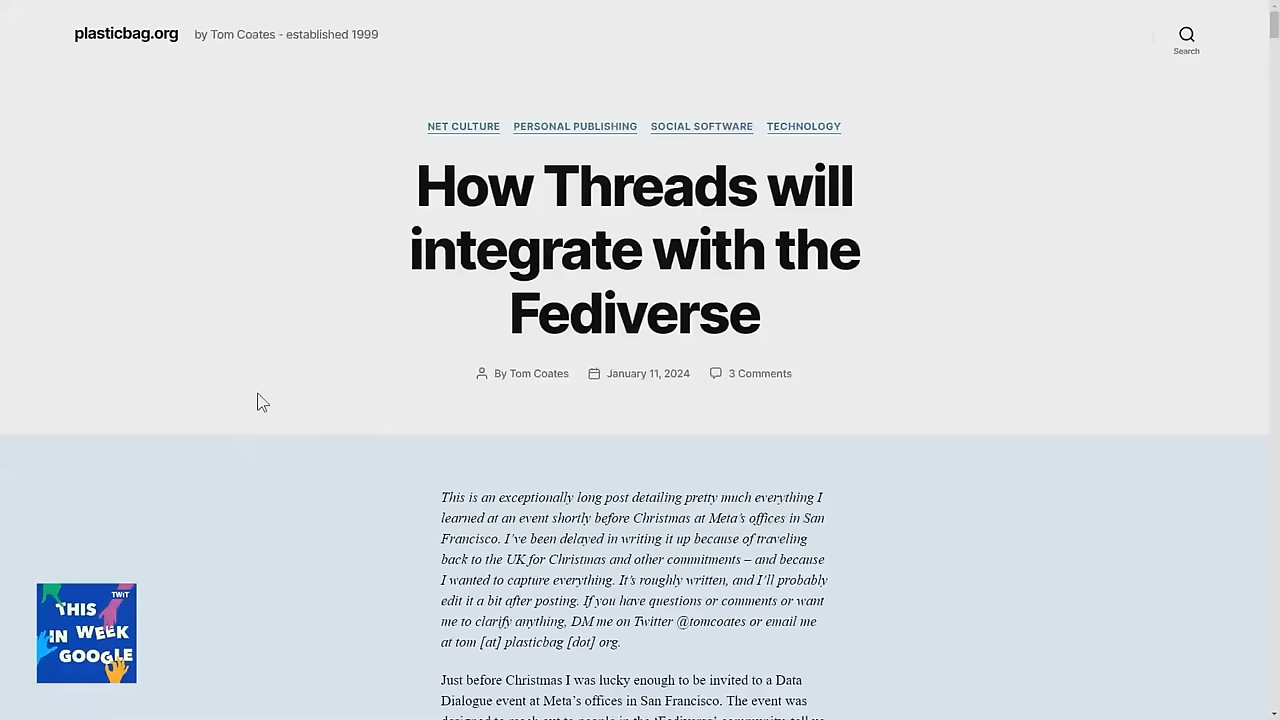 plasticbag.org by Tom Coates - established 1999
Search
NET CULTURE PERSONAL PUBLISHING SOCIAL SOFTWARE TECHNOLOGY
How Threads will
integrate with the
Fediverse
By Tom Coates January 11, 2024 3 Comments
This is an exceptionally long post detailing pretty much everything I
learned at an event shortly before Christmas at Meta’s offices in San
Francisco. I’ve been delayed in writing it up because of traveling
back to the UK for Christmas and other commitments – and because
I wanted to capture everything. It’s roughly written, and I’ll probably
edit it a bit after posting. If you have questions or comments or want
me to clarify anything, DM me on Twitter @tomcoates or email me
at tom [at] plasticbag [dot] org.
Just before Christmas I was lucky enough to be invited to a Data
Dialogue event at Meta’s offices in San Francisco. The event was
TWiT
THIS
IN WEEK
GOOGLE